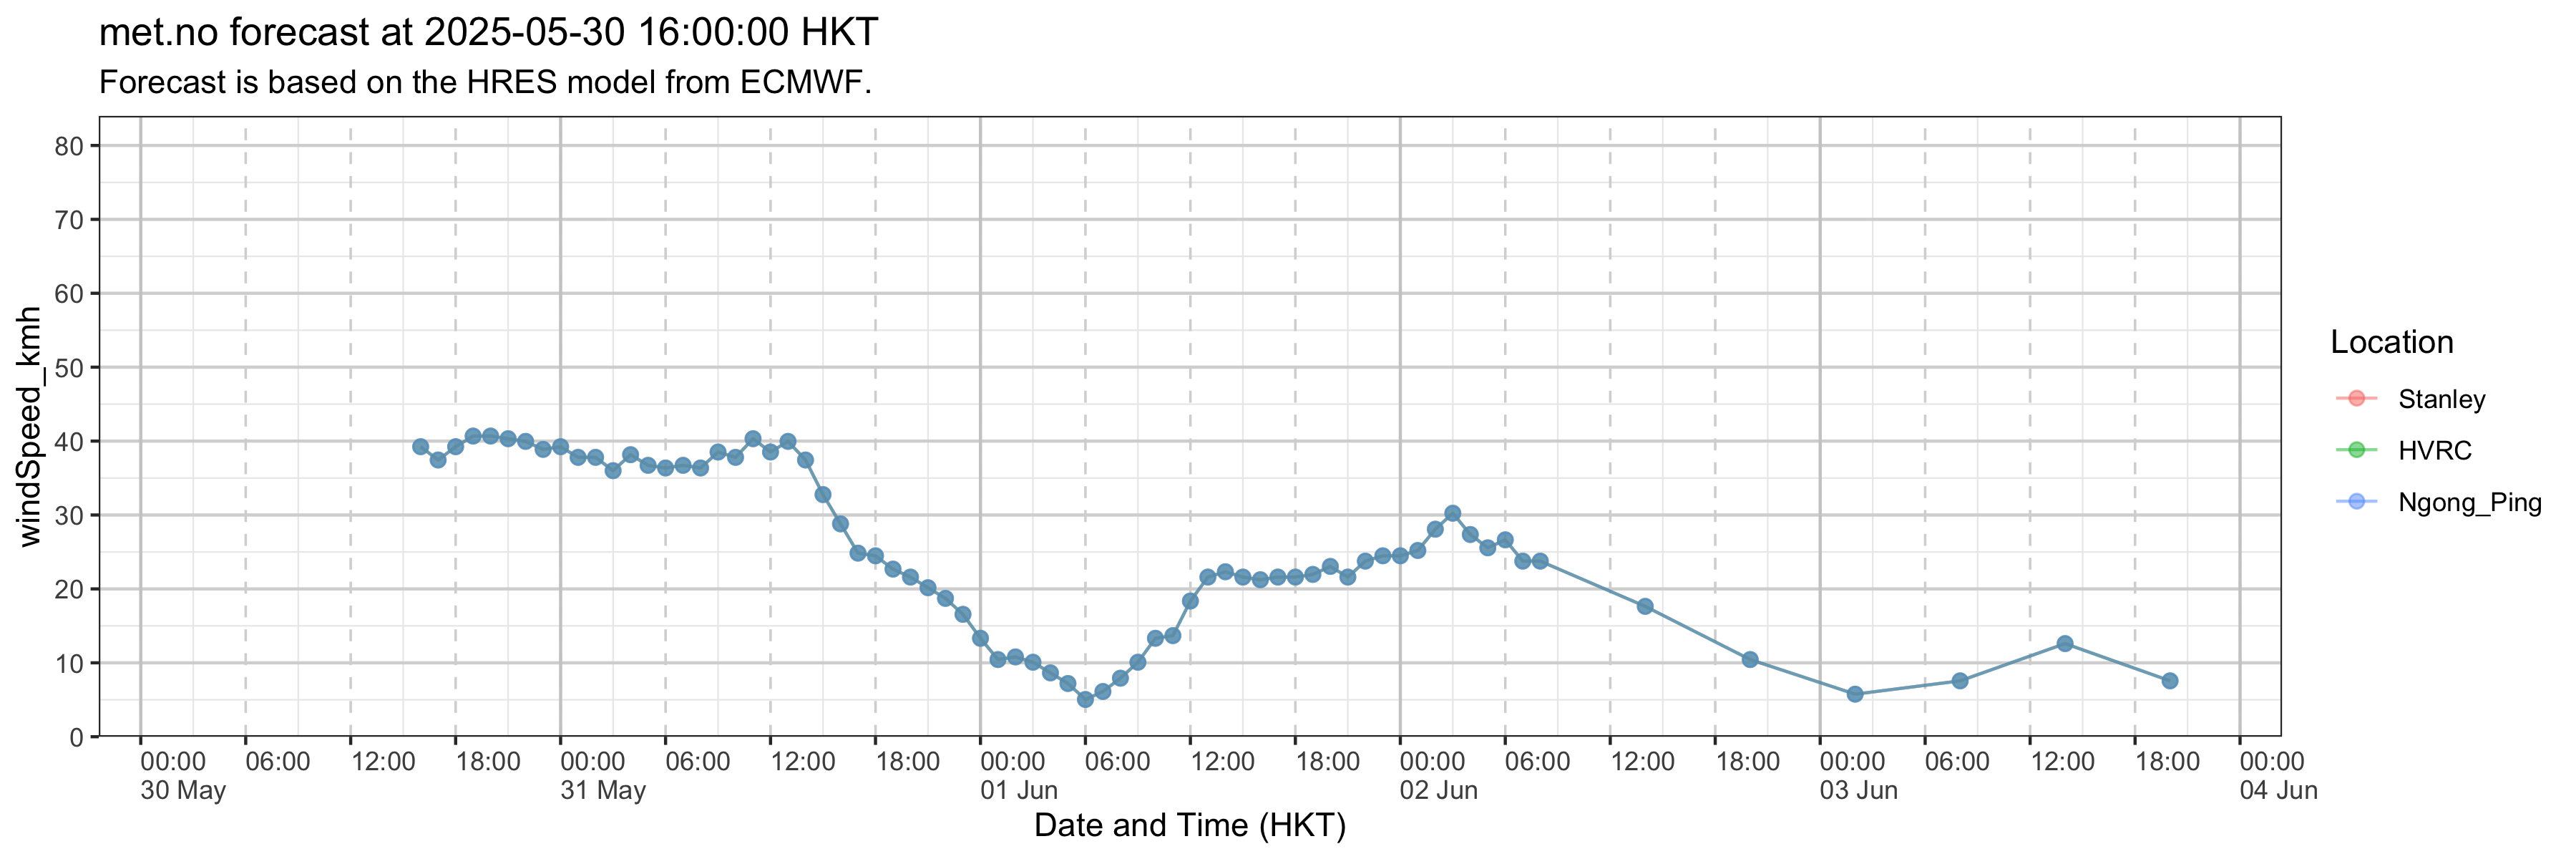 met.no forecast at 2025-05-30 16:00:00 HKT
Forecast is based on the HRES model from ECMWF.
windSpeed_kmh
80
70
60
50
40
30
20
10
0
00:00 06:00 12:00 18:00 00:00 06:00 12:00 18:00 00:00 06:00 12:00 18:00 00:00 06:00 12:00 18:00 00:00 06:00 12:00 18:00 00:00
30 May 31 May 01 Jun 02 Jun 03 Jun 04 Jun
Date and Time (HKT)
Location
Stanley
HVRC
Ngong_Ping